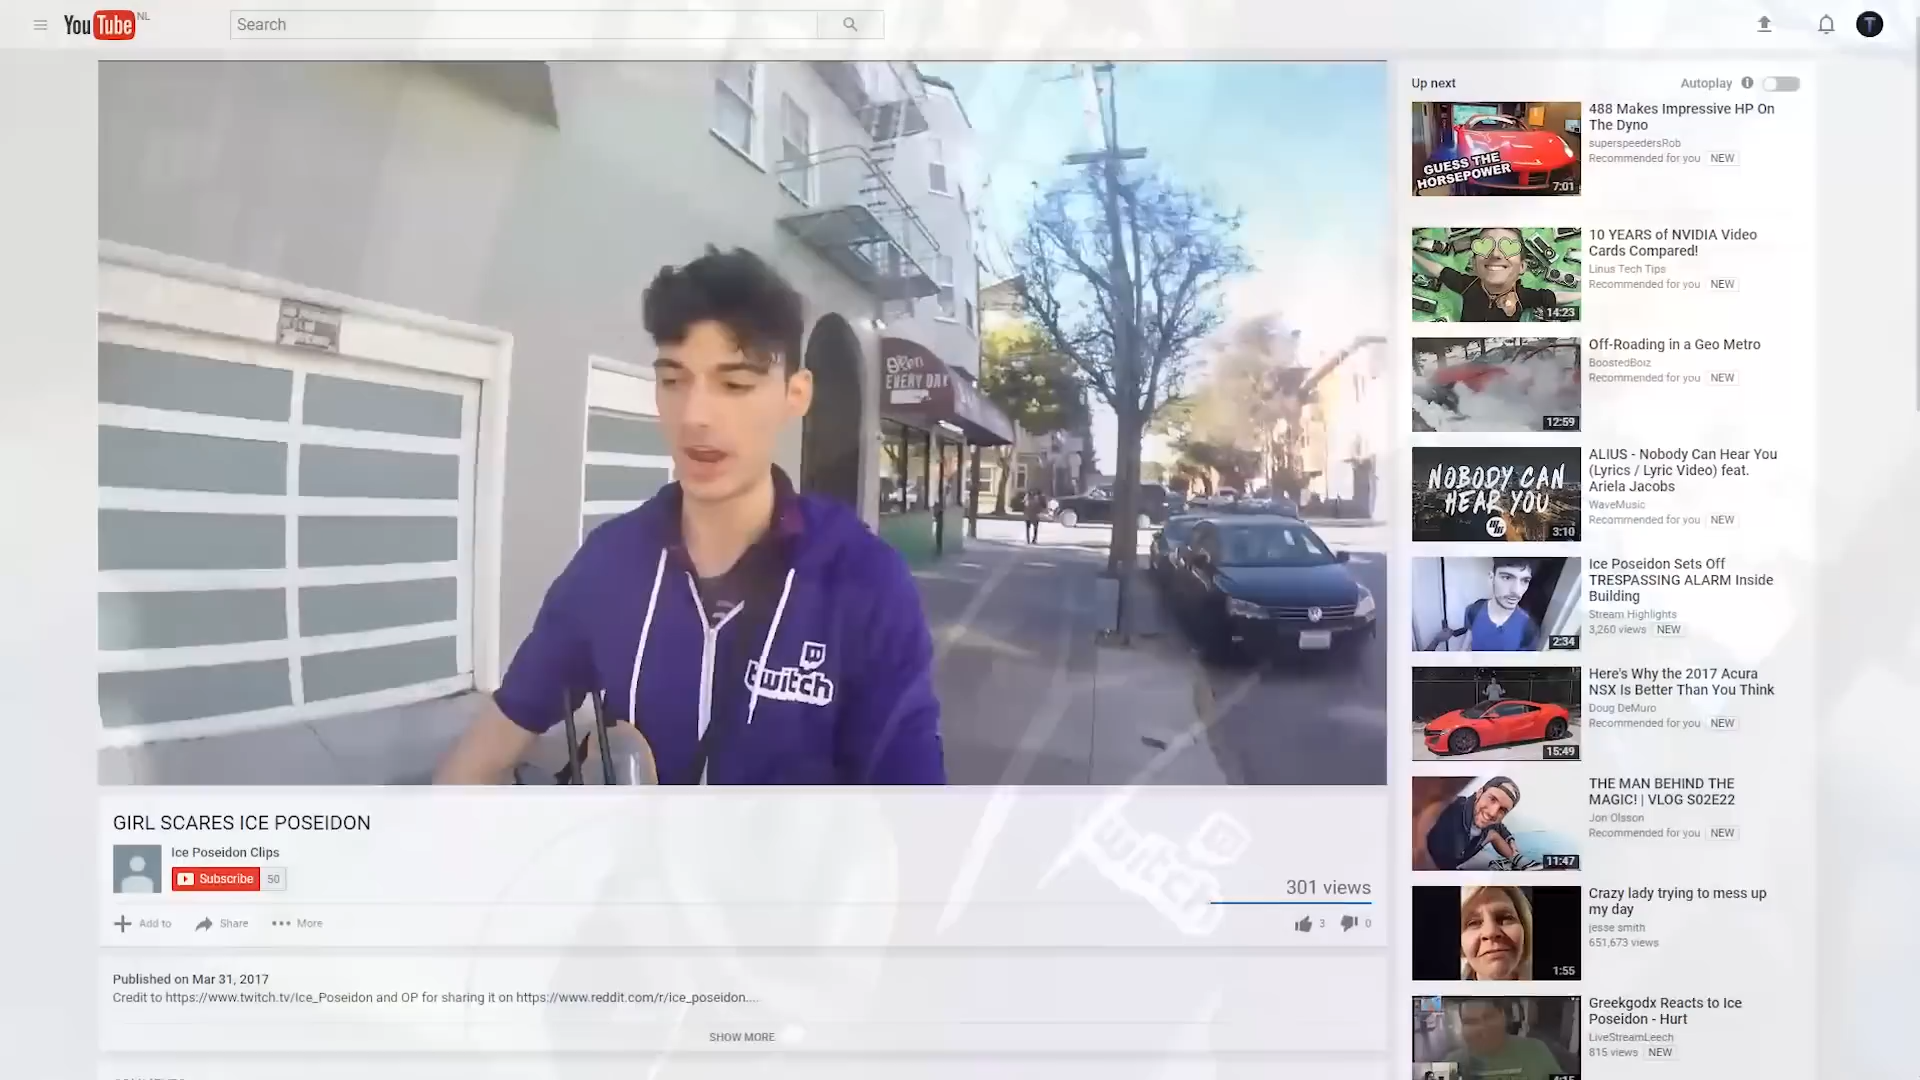 YouTube NL
Search
Open
EVERY DAY
twitch
GIRL SCARES ICE POSEIDON
Ice Poseidon Clips
Subscribe 50
301 views
Add to Share More
3 0
Published on Mar 31, 2017
Credit to https://www.twitch.tv/Ice_Poseidon and OP for sharing it on https://www.reddit.com/r/ice_poseidon....
SHOW MORE
twitch
T
Up next
Autoplay
GUESS THE
HORSEPOWER
7:01
488 Makes Impressive HP On
The Dyno
superspeedersRob
Recommended for you NEW
14:23
10 YEARS of NVIDIA Video
Cards Compared!
Linus Tech Tips
Recommended for you NEW
12:59
Off-Roading in a Geo Metro
BoostedBoiz
Recommended for you NEW
NOBODY CAN
HEAR YOU
3:10
ALIUS - Nobody Can Hear You
(Lyrics / Lyric Video) feat.
Ariela Jacobs
WaveMusic
Recommended for you NEW
2:34
Ice Poseidon Sets Off
TRESPASSING ALARM Inside
Building
Stream Highlights
3,260 views NEW
15:49
Here's Why the 2017 Acura
NSX Is Better Than You Think
Doug DeMuro
Recommended for you NEW
11:47
THE MAN BEHIND THE
MAGIC! | VLOG S02E22
Jon Olsson
Recommended for you NEW
1:55
Crazy lady trying to mess up
my day
jesse smith
651,673 views
Greekgodx Reacts to Ice
Poseidon - Hurt
LiveStreamLeech
815 views NEW